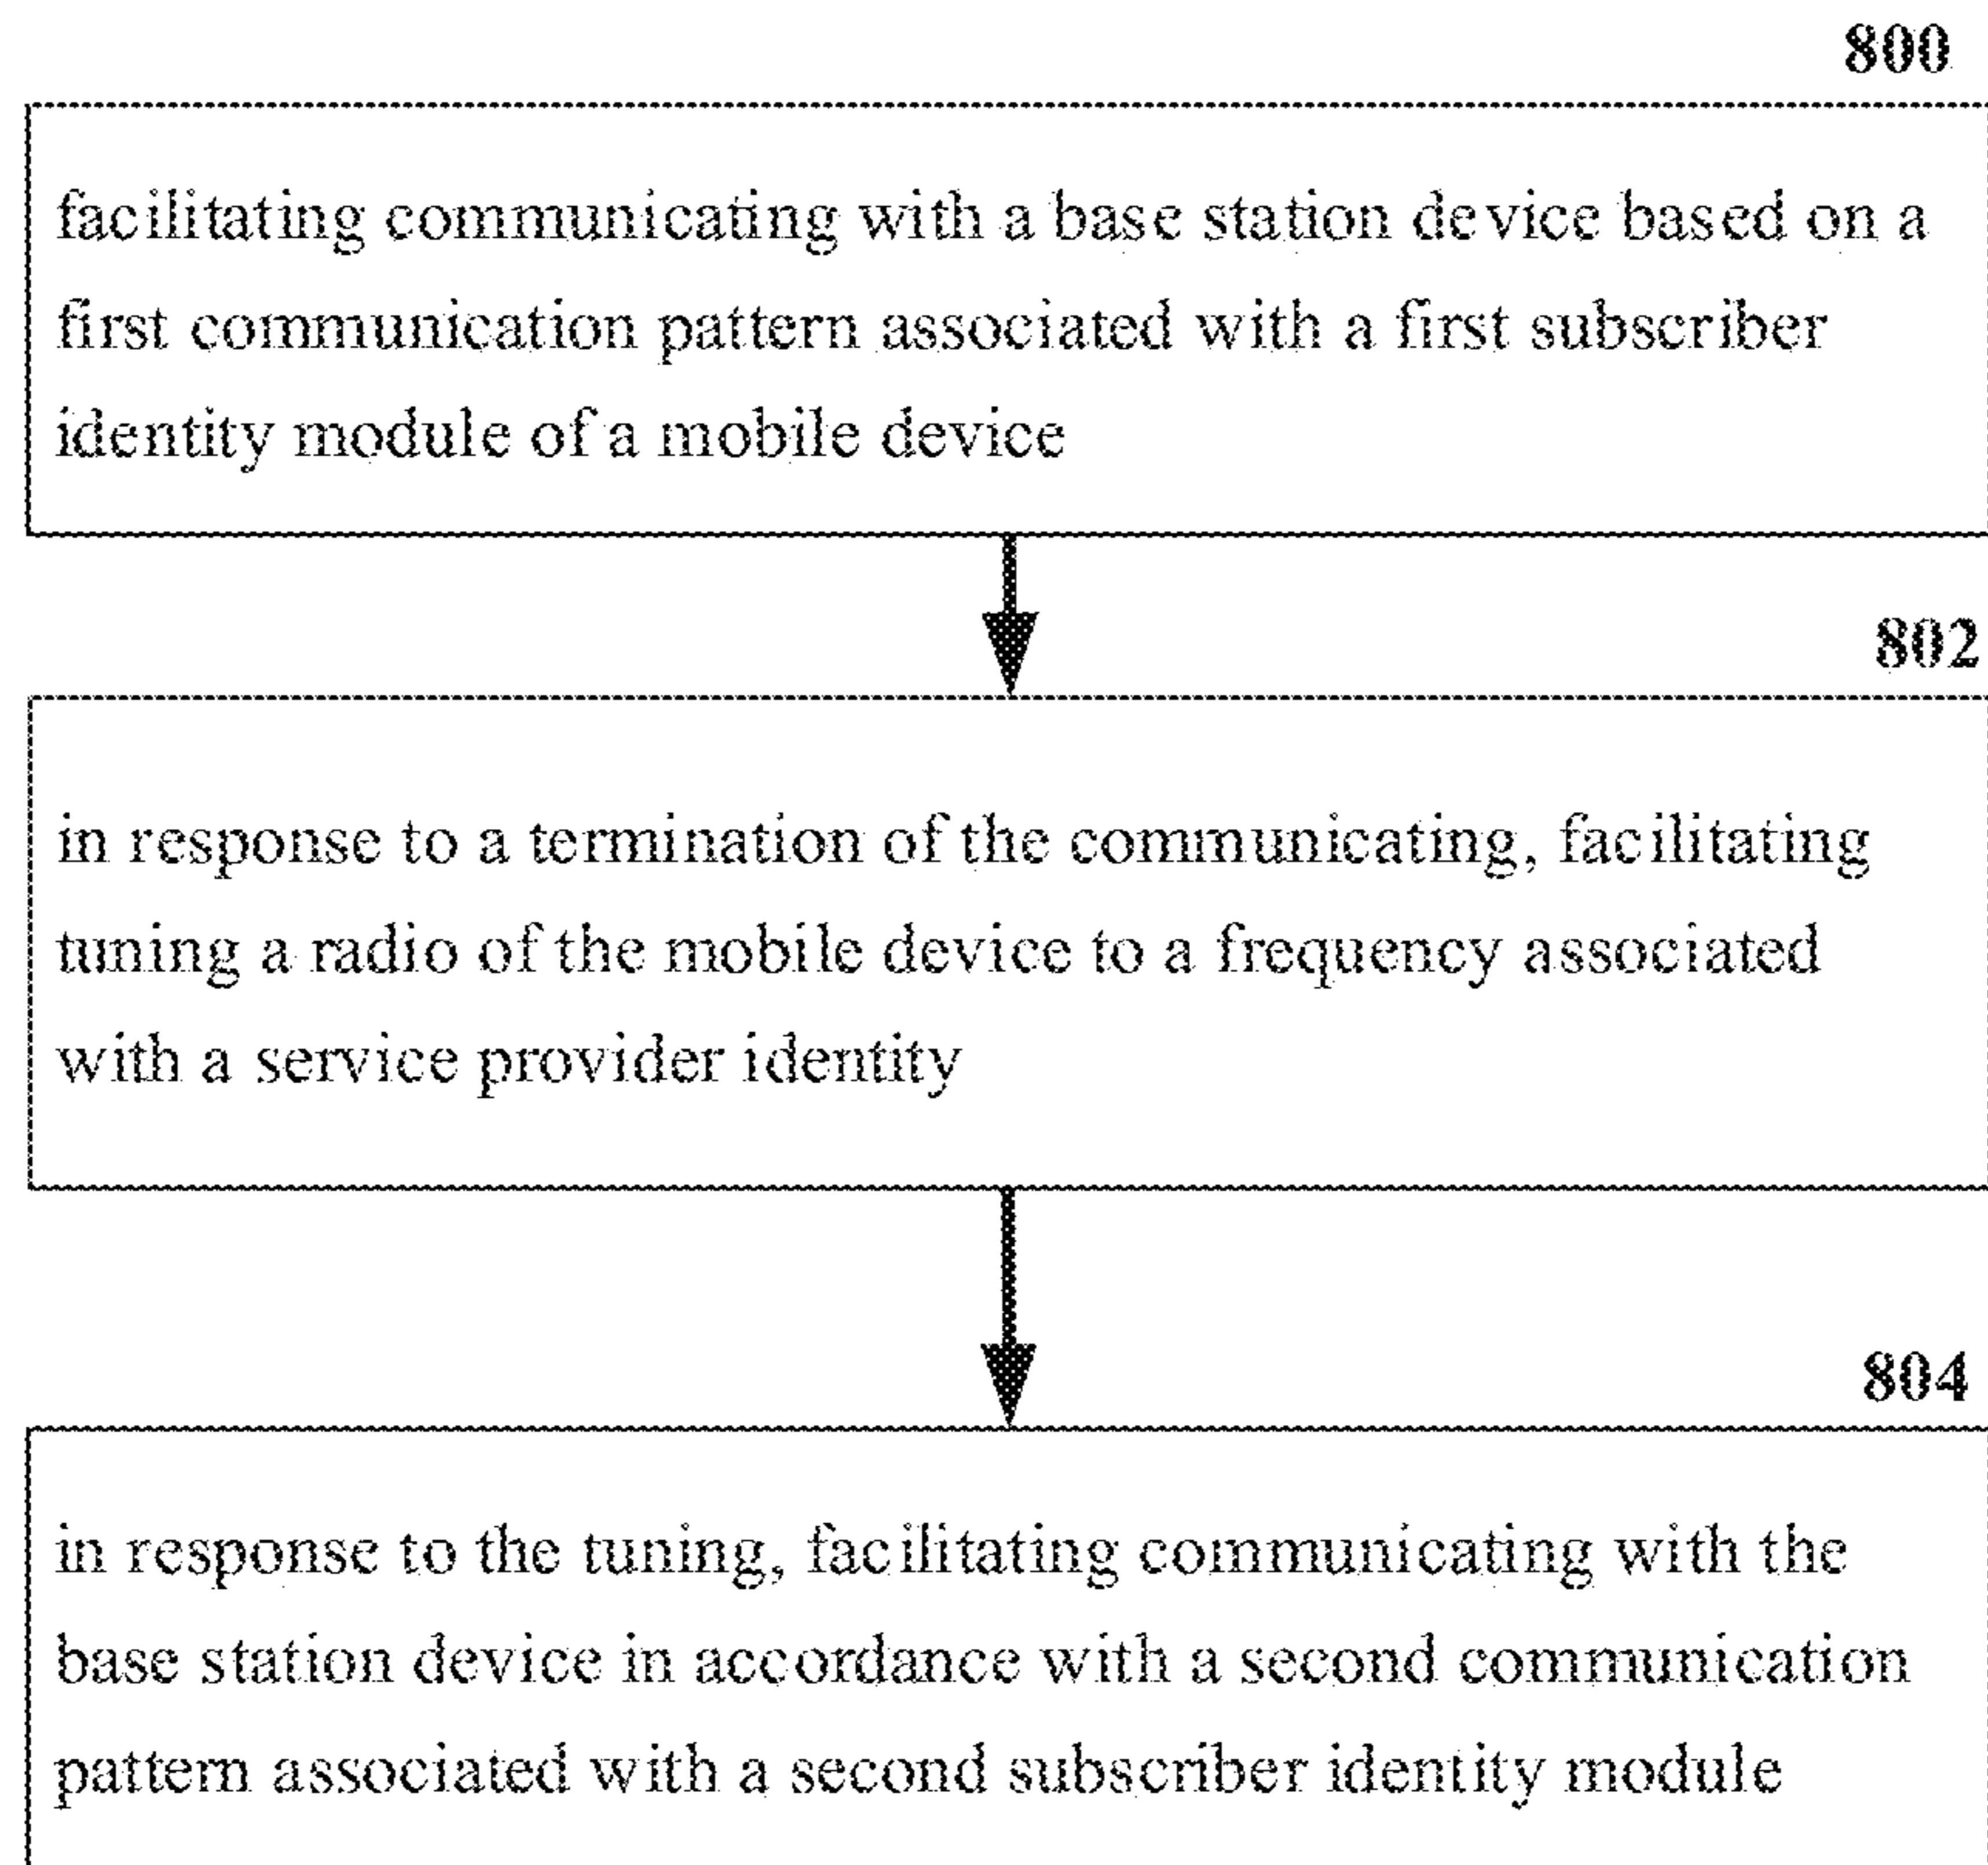 800
facilitating communicating with a base station device based on a
first communication pattern associated with a first subscriber
identity module of a mobile device
802
in response to a termination of the communicating, facilitating
tuning a radio of the mobile device to a frequency associated
with a service provider identity
804
in response to the tuning, facilitating communicating with the
base station device in accordance with a second communication
pattern associated with a second subscriber identity module